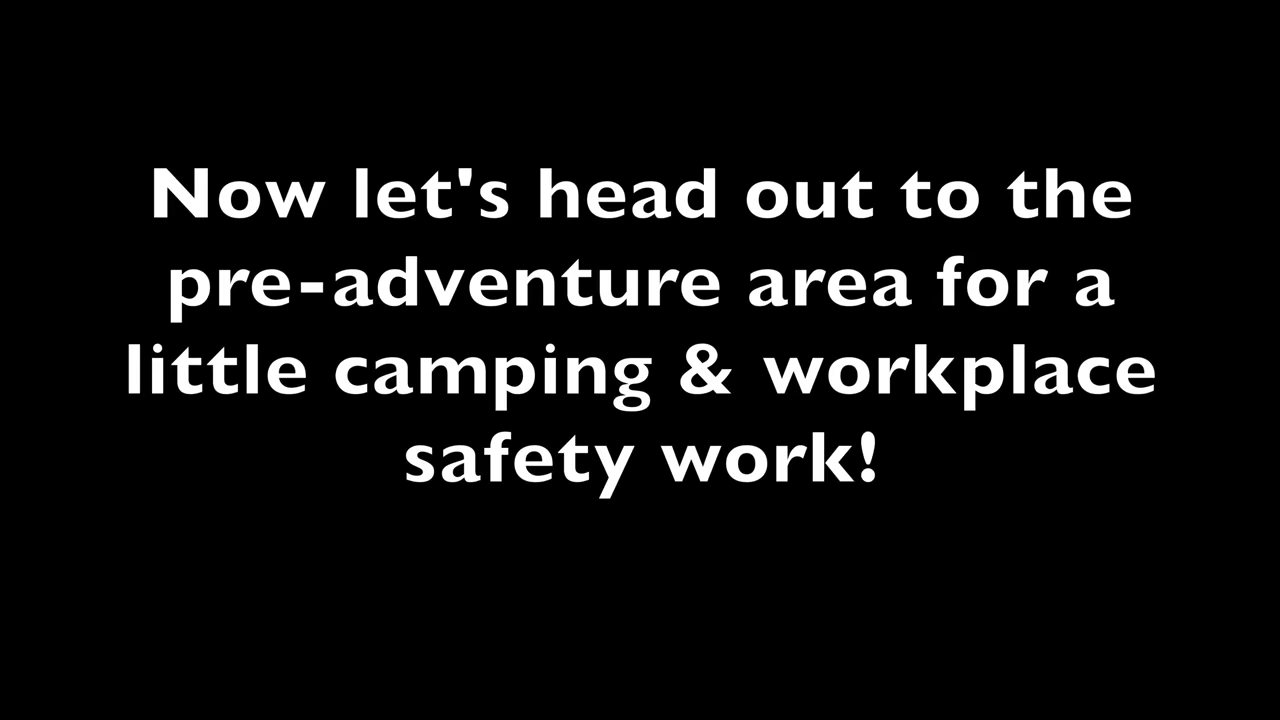 Now let's head out to the
pre-adventure area for a
little camping & workplace
safety work!